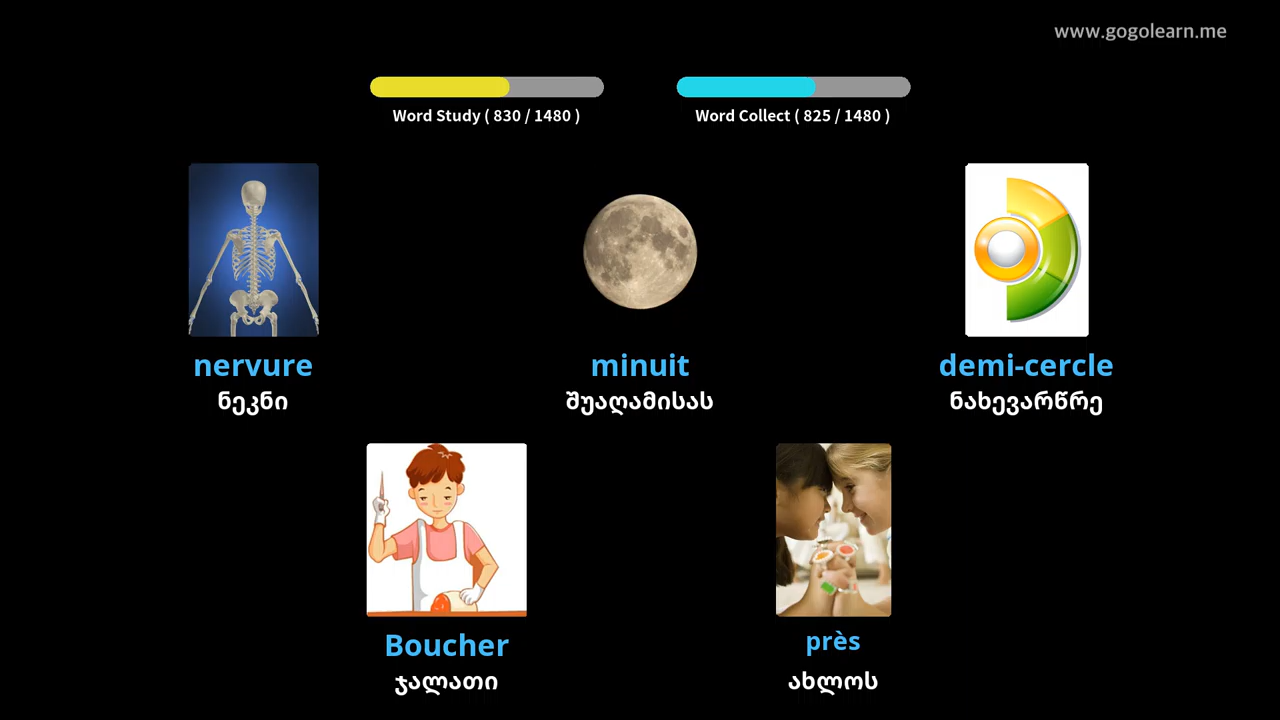 www.gogolearn.me
Word Study ( 830 / 1480 )
Word Collect ( 825 / 1480 )
nervure
ნეკნი
minuit
შუაღამისას
demi-cercle
ნახევარწრე
Boucher
ჯალათი
près
ახლოს